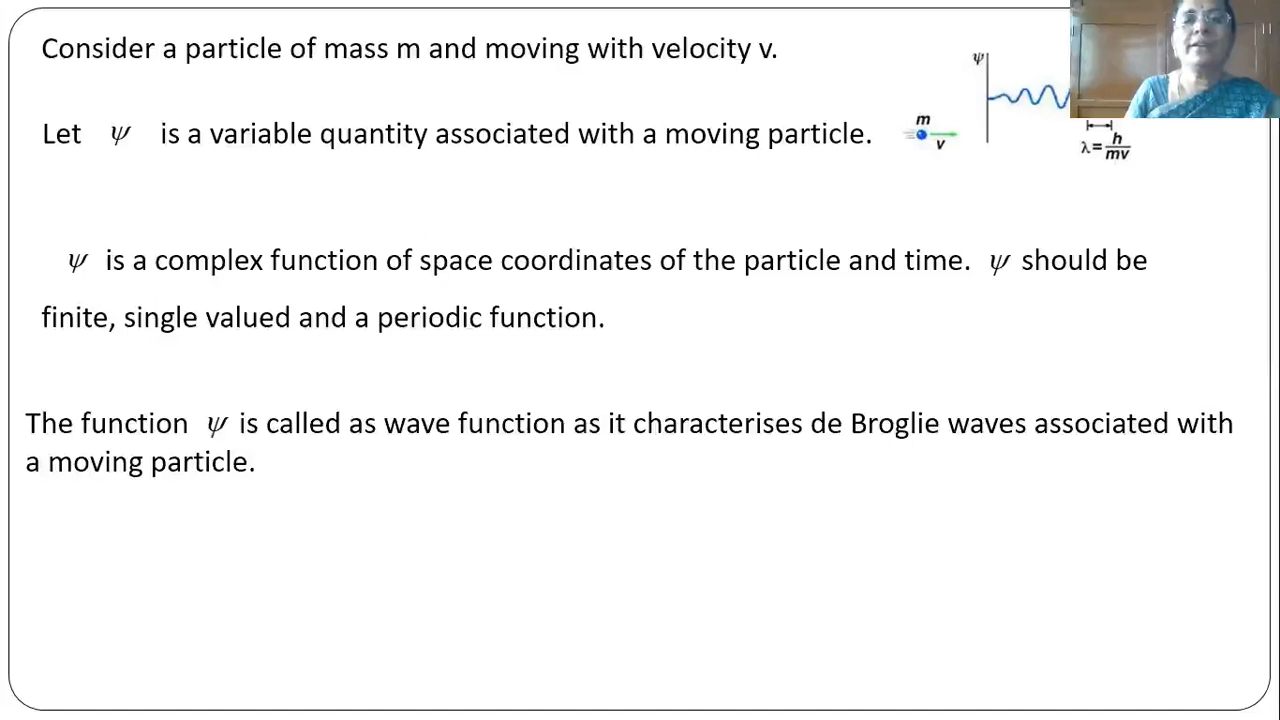 Consider a particle of mass m and moving with velocity v.
ψ
m
v
λ = h/mv
Let ψ is a variable quantity associated with a moving particle.
ψ is a complex function of space coordinates of the particle and time. ψ should be
finite, single valued and a periodic function.
The function ψ is called as wave function as it characterises de Broglie waves associated with
a moving particle.